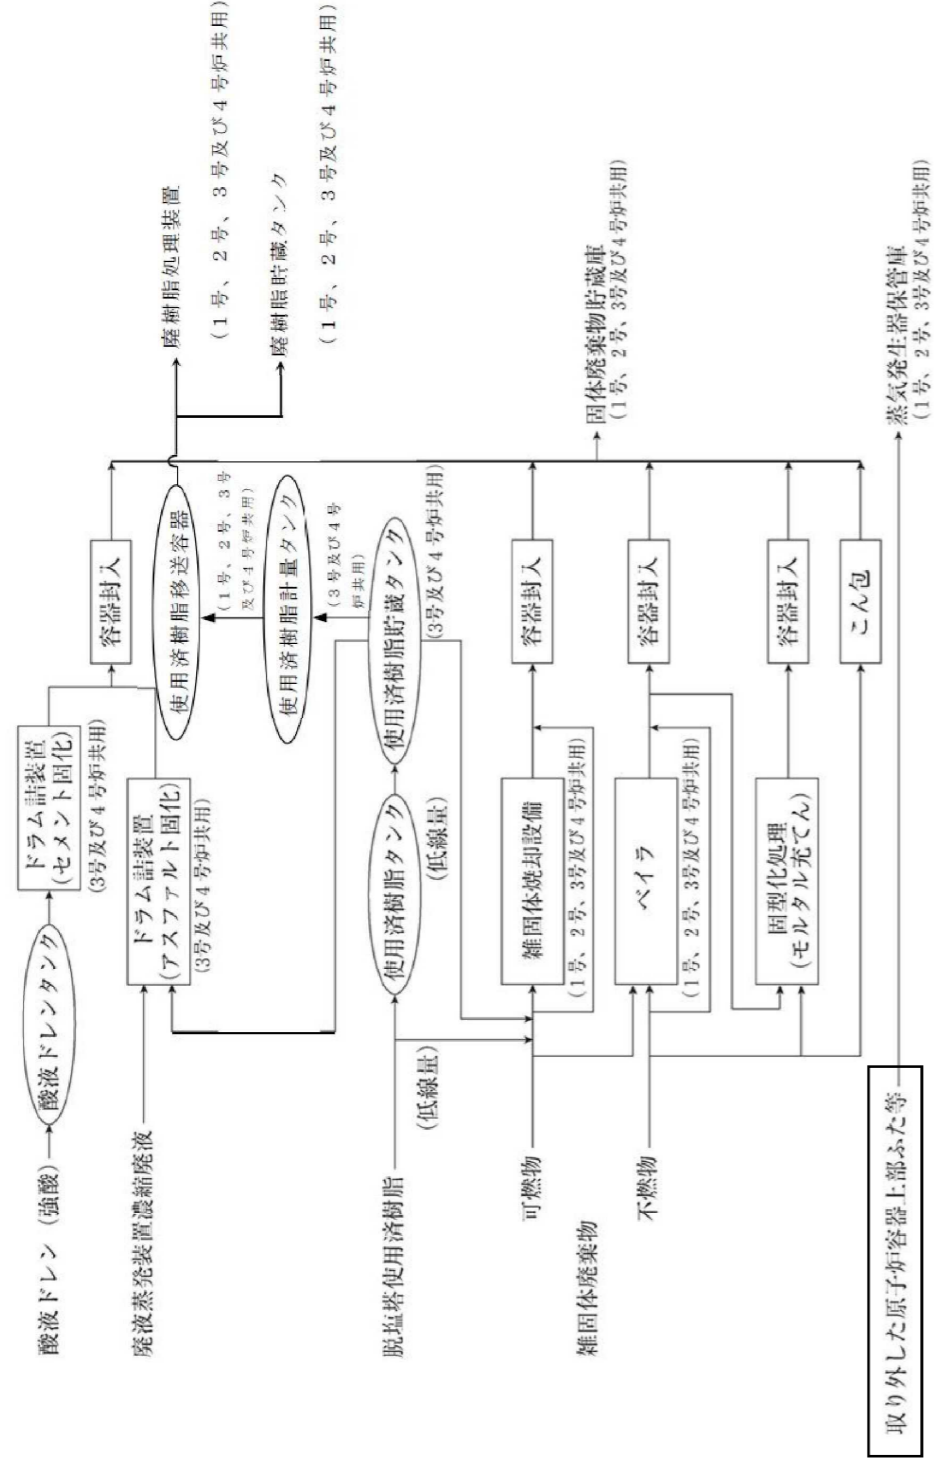 酸液ドレン（強酸）
酸液ドレンタンク
ドラム詰装置
(セメント固化)
(3号及び4号炉共用)
容器封入
廃液蒸発装置濃縮廃液
ドラム詰装置
(アスファルト固化)
(3号及び4号炉共用)
使用済樹脂移送容器
(1号、2号、3号
及び4号炉共用)
廃樹脂処理装置
(1号、2号、3号及び4号炉共用)
使用済樹脂計量タンク
(3号及び4号
炉共用)
廃樹脂貯蔵タンク
(1号、2号、3号及び4号炉共用)
脱塩塔使用済樹脂
使用済樹脂タンク
使用済樹脂貯蔵タンク
(3号及び4号炉共用)
(低線量)
(低線量)
可燃物
雑固体焼却設備
(1号、2号、3号及び4号炉共用)
容器封入
雑固体廃棄物
固体廃棄物貯蔵庫
(1号、2号、3号及び4号炉共用)
不燃物
ベイラ
(1号、2号、3号及び4号炉共用)
容器封入
固型化処理
(モルタル充てん)
容器封入
こん包
取り外した原子炉容器上部ふた等
蒸気発生器保管庫
(1号、2号、3号及び4号炉共用)